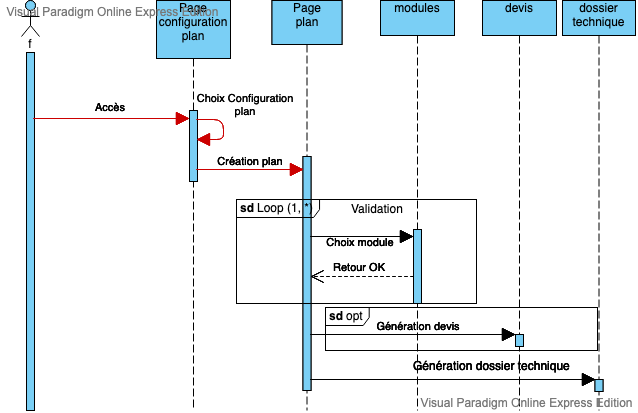 Visual Paradigm Online Express Edition
f
Page
configuration
plan
Page
plan
modules
devis
dossier
technique
Accès
Choix Configuration
plan
Création plan
sd Loop (1, *)
Validation
Choix module
Retour OK
sd opt
Génération devis
Génération dossier technique
Visual Paradigm Online Express Edition